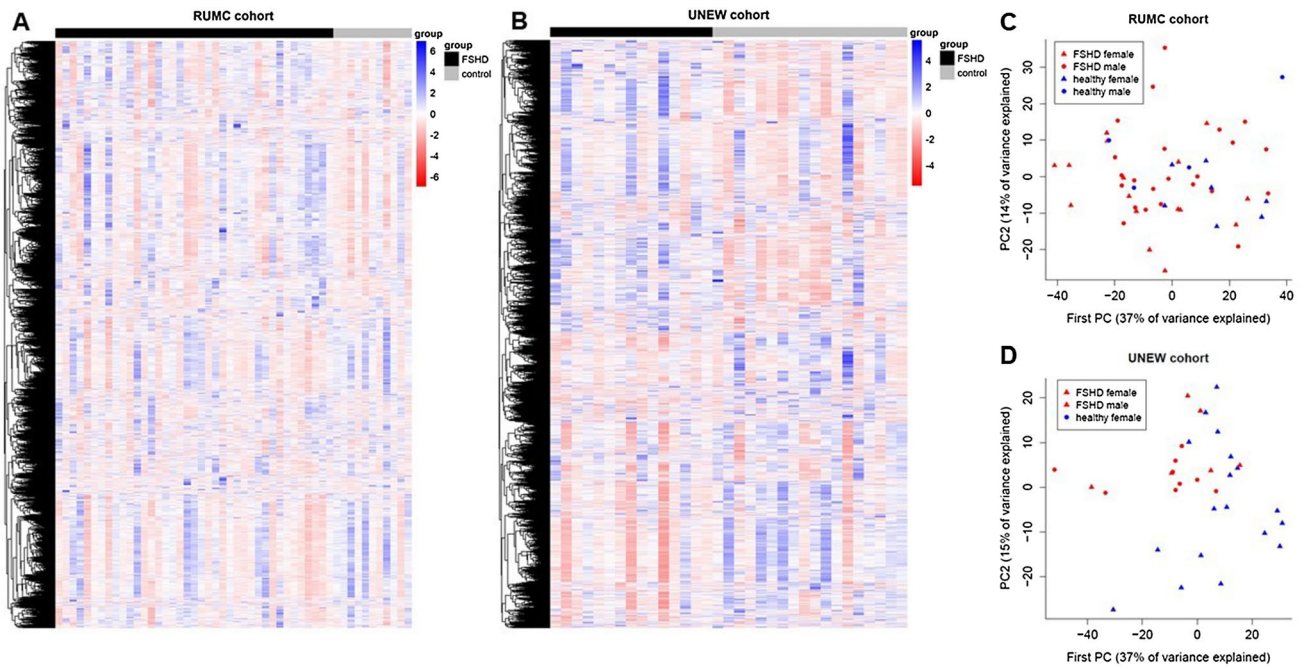 A
RUMC cohort
group
6
4
2
0
-2
-4
-6
group
FSHD
control
B
UNEW cohort
group
4
2
0
-2
-4
group
FSHD
control
C
RUMC cohort
FSHD female
FSHD male
healthy female
healthy male
PC2 (14% of variance explained)
30
20
10
0
−10
−20
−40
−20
0
20
40
First PC (37% of variance explained)
D
UNEW cohort
FSHD female
FSHD male
healthy female
PC2 (15% of variance explained)
20
10
0
−10
−20
−40
−20
0
20
First PC (37% of variance explained)